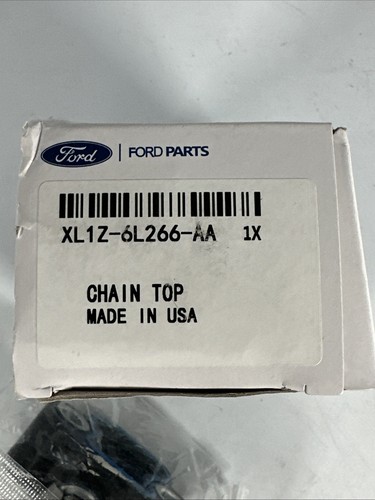 Ford | FORD PARTS
XL1Z-6L266-AA 1X
CHAIN TOP
MADE IN USA